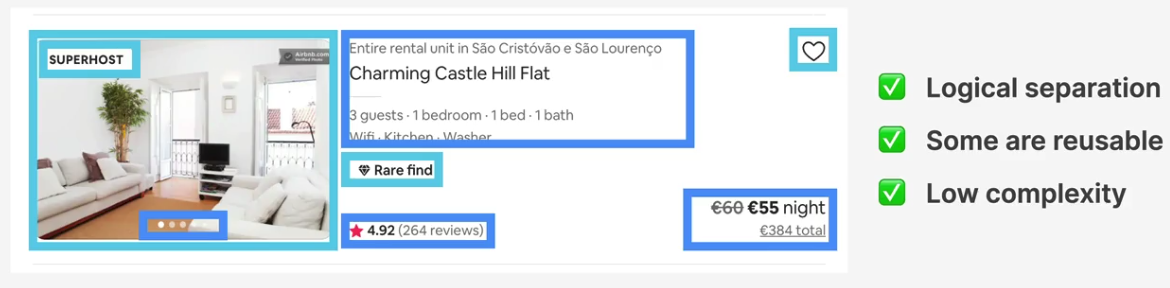 SUPERHOST
Airbnb.com
Verified Photo
Entire rental unit in São Cristóvão e São Lourenço
Charming Castle Hill Flat
3 guests · 1 bedroom · 1 bed · 1 bath
Wifi · Kitchen · Washer
Rare find
4.92 (264 reviews)
€60 €55 night
€384 total
Logical separation
Some are reusable
Low complexity